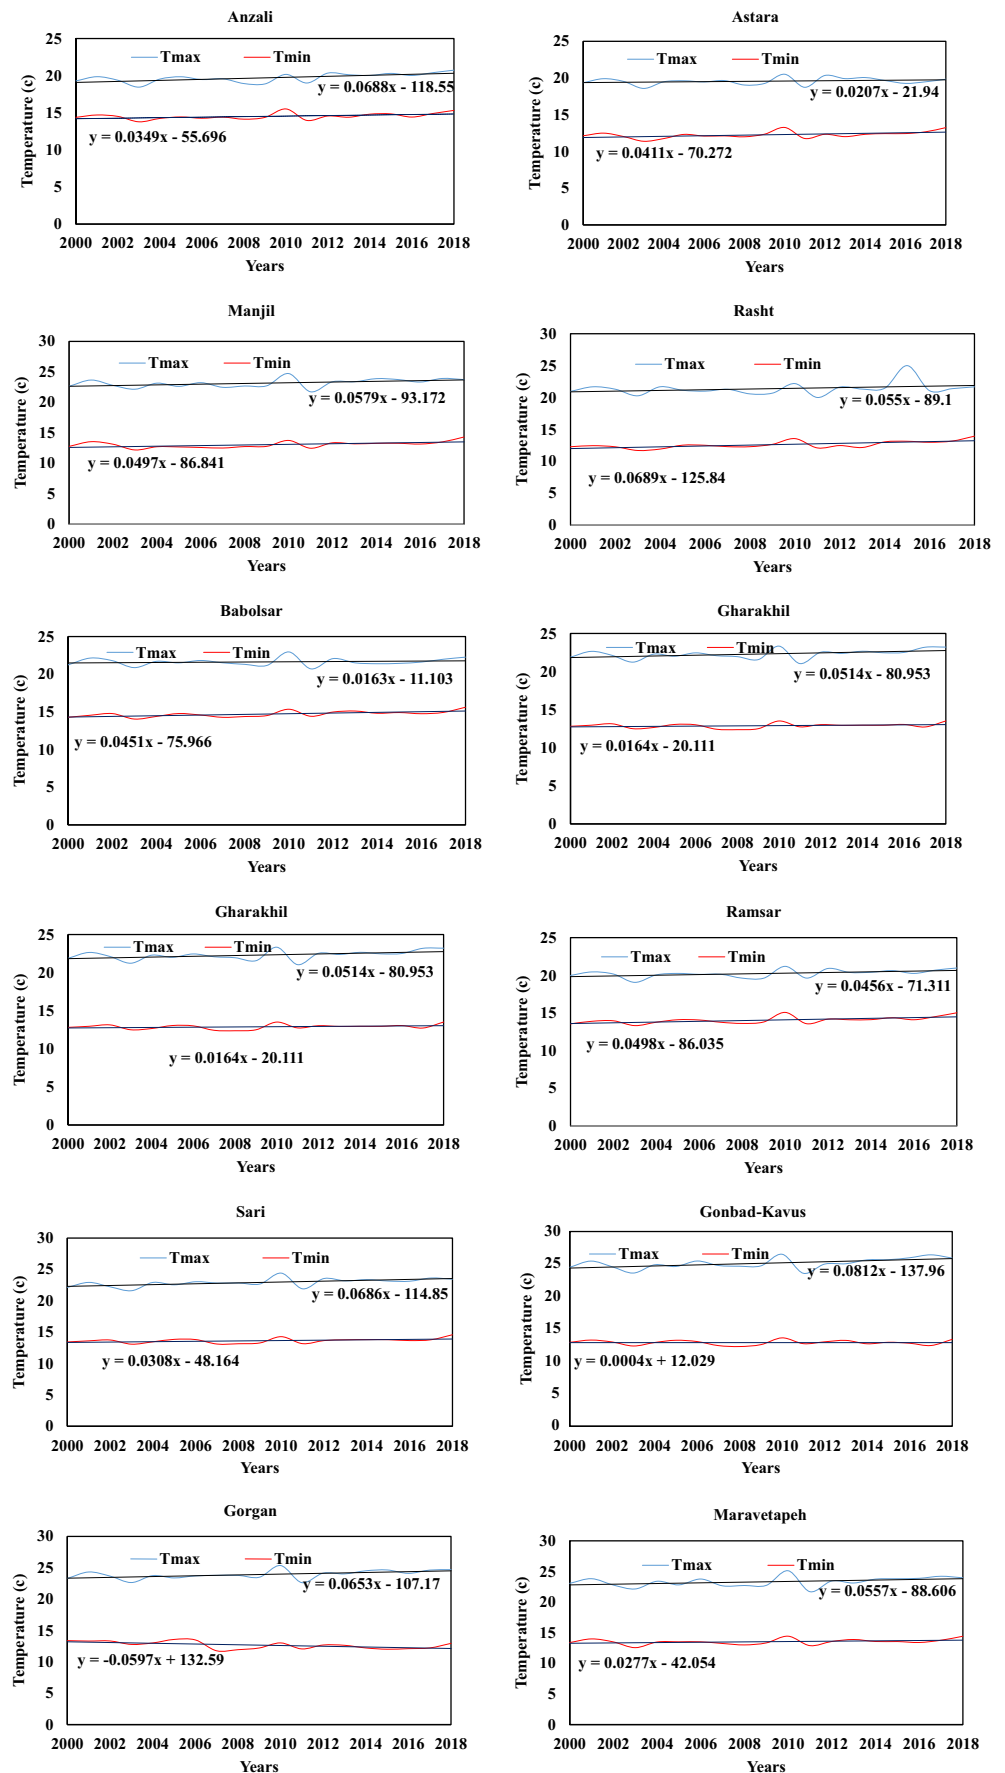 Anzali
Temperature (c)
25
20
15
10
5
0
Tmax Tmin
y = 0.0688x - 118.55
y = 0.0349x - 55.696
2000 2002 2004 2006 2008 2010 2012 2014 2016 2018
Years
Astara
Temperature (c)
25
20
15
10
5
0
Tmax Tmin
y = 0.0207x - 21.94
y = 0.0411x - 70.272
2000 2002 2004 2006 2008 2010 2012 2014 2016 2018
Years
Manjil
Temperature (c)
30
25
20
15
10
5
0
Tmax Tmin
y = 0.0579x - 93.172
y = 0.0497x - 86.841
2000 2002 2004 2006 2008 2010 2012 2014 2016 2018
Years
Rasht
Temperature (c)
30
25
20
15
10
5
0
Tmax Tmin
y = 0.055x - 89.1
y = 0.0689x - 125.84
2000 2002 2004 2006 2008 2010 2012 2014 2016 2018
Years
Babolsar
Temperature (c)
25
20
15
10
5
0
Tmax Tmin
y = 0.0163x - 11.103
y = 0.0451x - 75.966
2000 2002 2004 2006 2008 2010 2012 2014 2016 2018
Years
Gharakhil
Temperature (c)
25
20
15
10
5
0
Tmax Tmin
y = 0.0514x - 80.953
y = 0.0164x - 20.111
2000 2002 2004 2006 2008 2010 2012 2014 2016 2018
Years
Gharakhil
Temperature (c)
25
20
15
10
5
0
Tmax Tmin
y = 0.0514x - 80.953
y = 0.0164x - 20.111
2000 2002 2004 2006 2008 2010 2012 2014 2016 2018
Years
Ramsar
Temperature (c)
25
20
15
10
5
0
Tmax Tmin
y = 0.0456x - 71.311
y = 0.0498x - 86.035
2000 2002 2004 2006 2008 2010 2012 2014 2016 2018
Years
Sari
Temperature (c)
30
25
20
15
10
5
0
Tmax Tmin
y = 0.0686x - 114.85
y = 0.0308x - 48.164
2000 2002 2004 2006 2008 2010 2012 2014 2016 2018
Years
Gonbad-Kavus
Temperature (c)
30
25
20
15
10
5
0
Tmax Tmin
y = 0.0812x - 137.96
y = 0.0004x + 12.029
2000 2002 2004 2006 2008 2010 2012 2014 2016 2018
Years
Gorgan
Temperature (c)
30
25
20
15
10
5
0
Tmax Tmin
y = 0.0653x - 107.17
y = -0.0597x + 132.59
2000 2002 2004 2006 2008 2010 2012 2014 2016 2018
Years
Maravetapeh
Temperature (c)
30
25
20
15
10
5
0
Tmax Tmin
y = 0.0557x - 88.606
y = 0.0277x - 42.054
2000 2002 2004 2006 2008 2010 2012 2014 2016 2018
Years